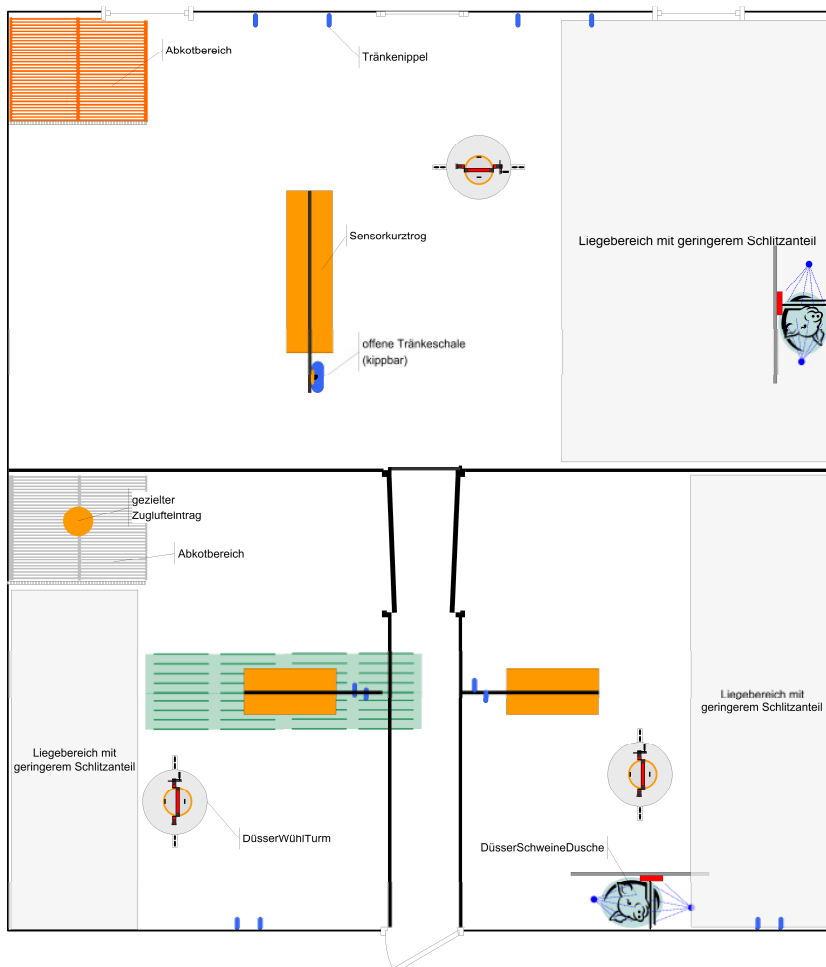 Abkotbereich
Tränkenippel
Sensorkurztrog
Liegebereich mit geringerem Schlitzanteil
offene Tränkeschale
(kippbar)
gezielter
Zuglufteintrag
Abkotbereich
Liegebereich mit
geringerem Schlitzanteil
Liegebereich mit
geringerem Schlitzanteil
DüsserWühlTurm
DüsserSchweineDusche